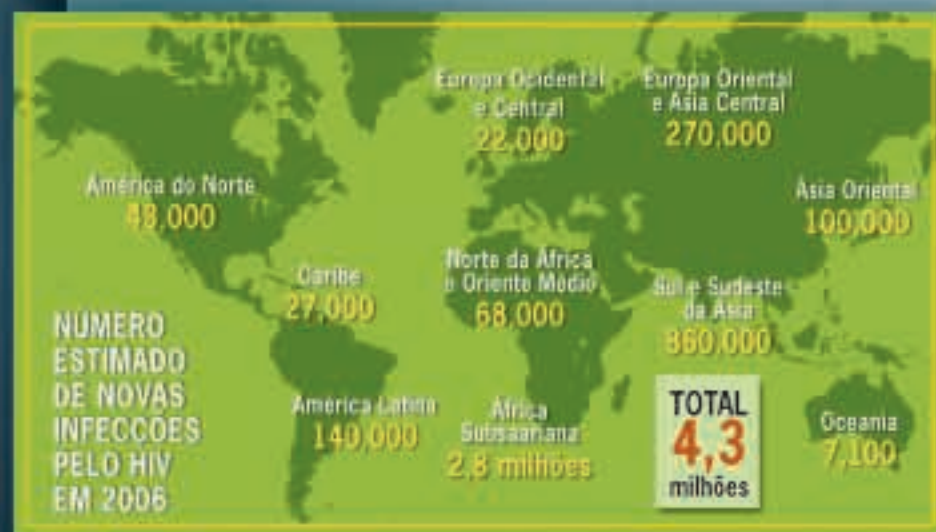 Europa Ocidental
e Central
22,000
Europa Oriental
e Asia Central
270,000
América do Norte
43,000
Asia Oriental
100,000
Caribe
27,000
Norte da África
e Oriente Médio
68,000
Sul e Sudeste
da Asia
860,000
NÚMERO
ESTIMADO
DE NOVAS
INFECCOES
PELO HIV
EM 2006
América Latina
140,000
África
Subsaariana
2,8 milhões
TOTAL
4,3
milhões
Oceania
7,100